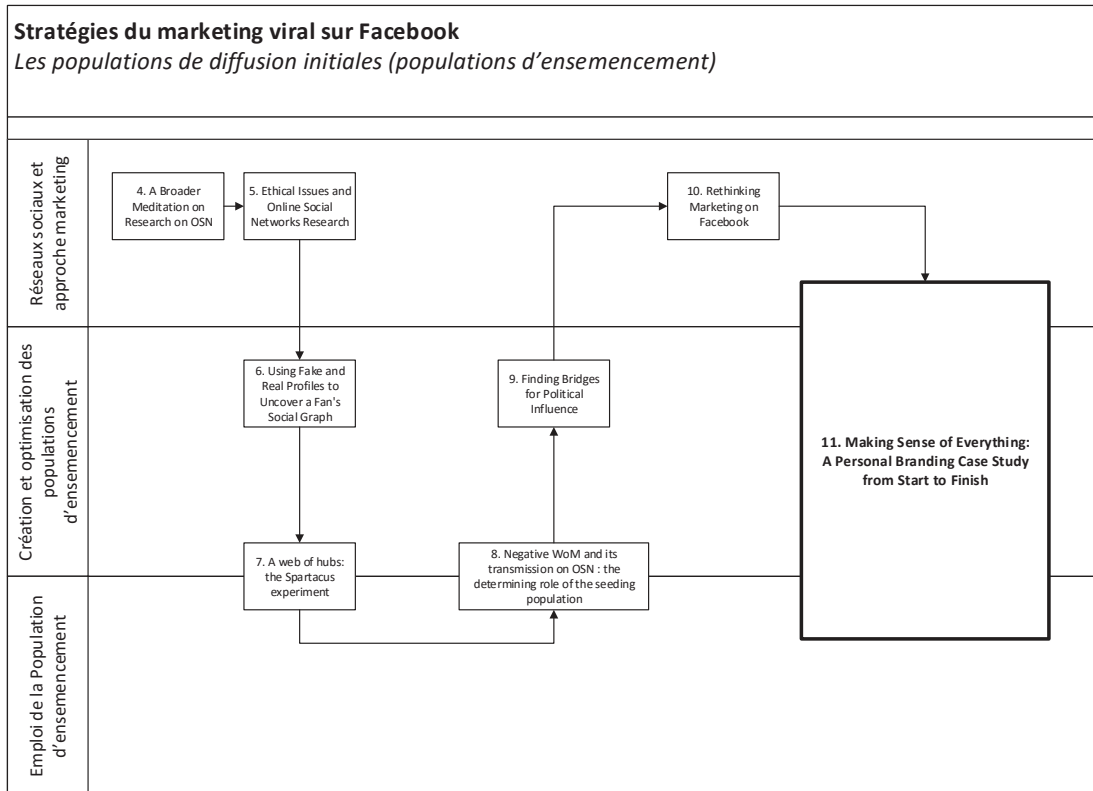 Stratégies du marketing viral sur Facebook
Les populations de diffusion initiales (populations d’ensemencement)
Réseaux sociaux et
approche marketing
4. A Broader
Meditation on
Research on OSN
5. Ethical Issues and
Online Social
Networks Research
10. Rethinking
Marketing on
Facebook
Création et optimisation des
populations
d’ensemencement
6. Using Fake and
Real Profiles to
Uncover a Fan's
Social Graph
9. Finding Bridges
for Political
Influence
11. Making Sense of Everything:
A Personal Branding Case Study
from Start to Finish
7. A web of hubs:
the Spartacus
experiment
8. Negative WoM and its
transmission on OSN : the
determining role of the seeding
population
Emploi de la Population
d’ensemencement